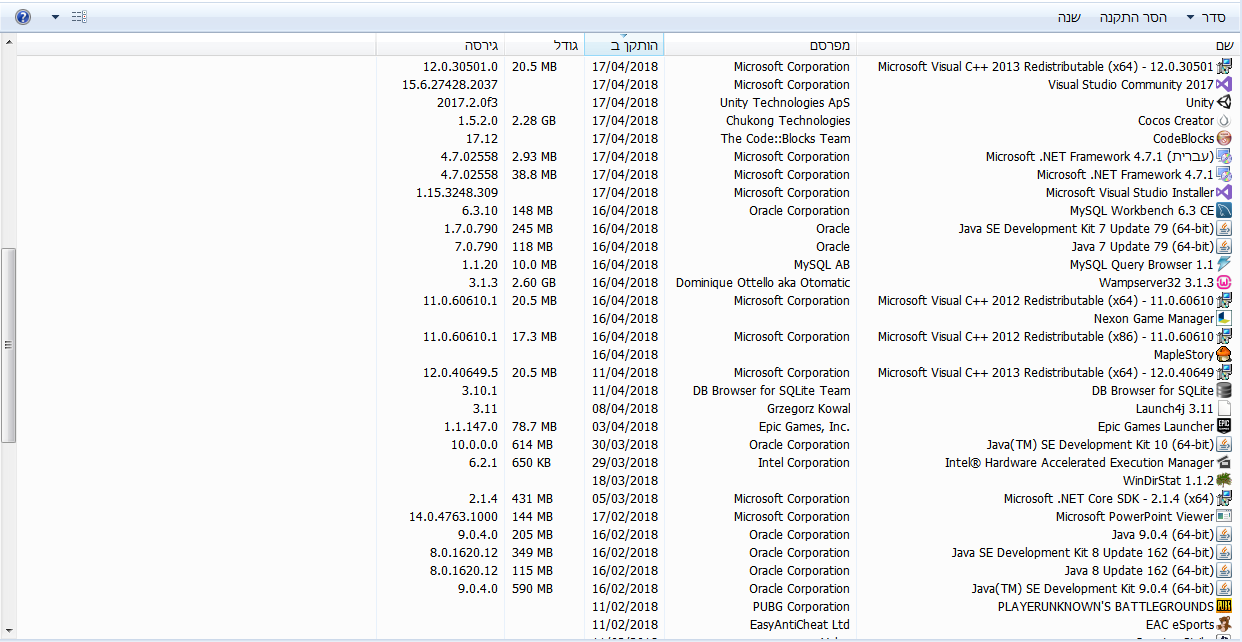 סדר הסר התקנה שנה
שם מפרסם הותקן ב גודל גירסה
Microsoft Visual C++ 2013 Redistributable (x64) - 12.0.30501 Microsoft Corporation 17/04/2018 20.5 MB 12.0.30501.0
Visual Studio Community 2017 Microsoft Corporation 17/04/2018 15.6.27428.2037
Unity Unity Technologies ApS 17/04/2018 2017.2.0f3
Cocos Creator Chukong Technologies 17/04/2018 2.28 GB 1.5.2.0
CodeBlocks The Code::Blocks Team 17/04/2018 17.12
Microsoft .NET Framework 4.7.1 (עברית) Microsoft Corporation 17/04/2018 2.93 MB 4.7.02558
Microsoft .NET Framework 4.7.1 Microsoft Corporation 17/04/2018 38.8 MB 4.7.02558
Microsoft Visual Studio Installer Microsoft Corporation 17/04/2018 1.15.3248.309
MySQL Workbench 6.3 CE Oracle Corporation 16/04/2018 148 MB 6.3.10
Java SE Development Kit 7 Update 79 (64-bit) Oracle 16/04/2018 245 MB 1.7.0.790
Java 7 Update 79 (64-bit) Oracle 16/04/2018 118 MB 7.0.790
MySQL Query Browser 1.1 MySQL AB 16/04/2018 10.0 MB 1.1.20
Wampserver32 3.1.3 Dominique Ottello aka Otomatic 16/04/2018 2.60 GB 3.1.3
Microsoft Visual C++ 2012 Redistributable (x64) - 11.0.60610 Microsoft Corporation 16/04/2018 20.5 MB 11.0.60610.1
Nexon Game Manager 16/04/2018
Microsoft Visual C++ 2012 Redistributable (x86) - 11.0.60610 Microsoft Corporation 16/04/2018 17.3 MB 11.0.60610.1
MapleStory 16/04/2018
Microsoft Visual C++ 2013 Redistributable (x64) - 12.0.40649 Microsoft Corporation 11/04/2018 20.5 MB 12.0.40649.5
DB Browser for SQLite DB Browser for SQLite Team 11/04/2018 3.10.1
Launch4j 3.11 Grzegorz Kowal 08/04/2018 3.11
Epic Games Launcher Epic Games, Inc. 03/04/2018 78.7 MB 1.1.147.0
Java(TM) SE Development Kit 10 (64-bit) Oracle Corporation 30/03/2018 614 MB 10.0.0.0
Intel® Hardware Accelerated Execution Manager Intel Corporation 29/03/2018 650 KB 6.2.1
WinDirStat 1.1.2 18/03/2018
Microsoft .NET Core SDK - 2.1.4 (x64) Microsoft Corporation 05/03/2018 431 MB 2.1.4
Microsoft PowerPoint Viewer Microsoft Corporation 17/02/2018 144 MB 14.0.4763.1000
Java 9.0.4 (64-bit) Oracle Corporation 16/02/2018 205 MB 9.0.4.0
Java SE Development Kit 8 Update 162 (64-bit) Oracle Corporation 16/02/2018 349 MB 8.0.1620.12
Java 8 Update 162 (64-bit) Oracle Corporation 16/02/2018 115 MB 8.0.1620.12
Java(TM) SE Development Kit 9.0.4 (64-bit) Oracle Corporation 16/02/2018 590 MB 9.0.4.0
PLAYERUNKNOWN'S BATTLEGROUNDS PUBG Corporation 11/02/2018
EAC eSports EasyAntiCheat Ltd 11/02/2018